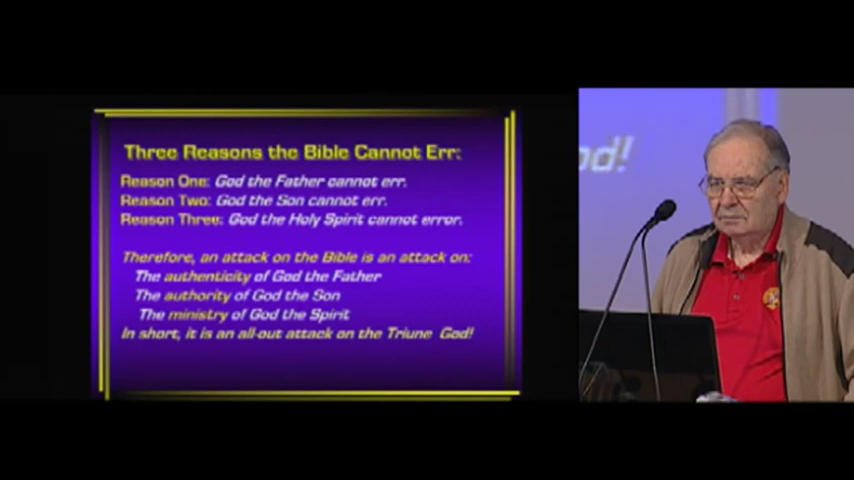 Three Reasons the Bible Cannot Err:
Reason One: God the Father cannot err.
Reason Two: God the Son cannot err.
Reason Three: God the Holy Spirit cannot error.
Therefore, an attack on the Bible is an attack on:
The authenticity of God the Father
The authority of God the Son
The ministry of God the Spirit
In short, it is an all-out attack on the Triune God!
od!